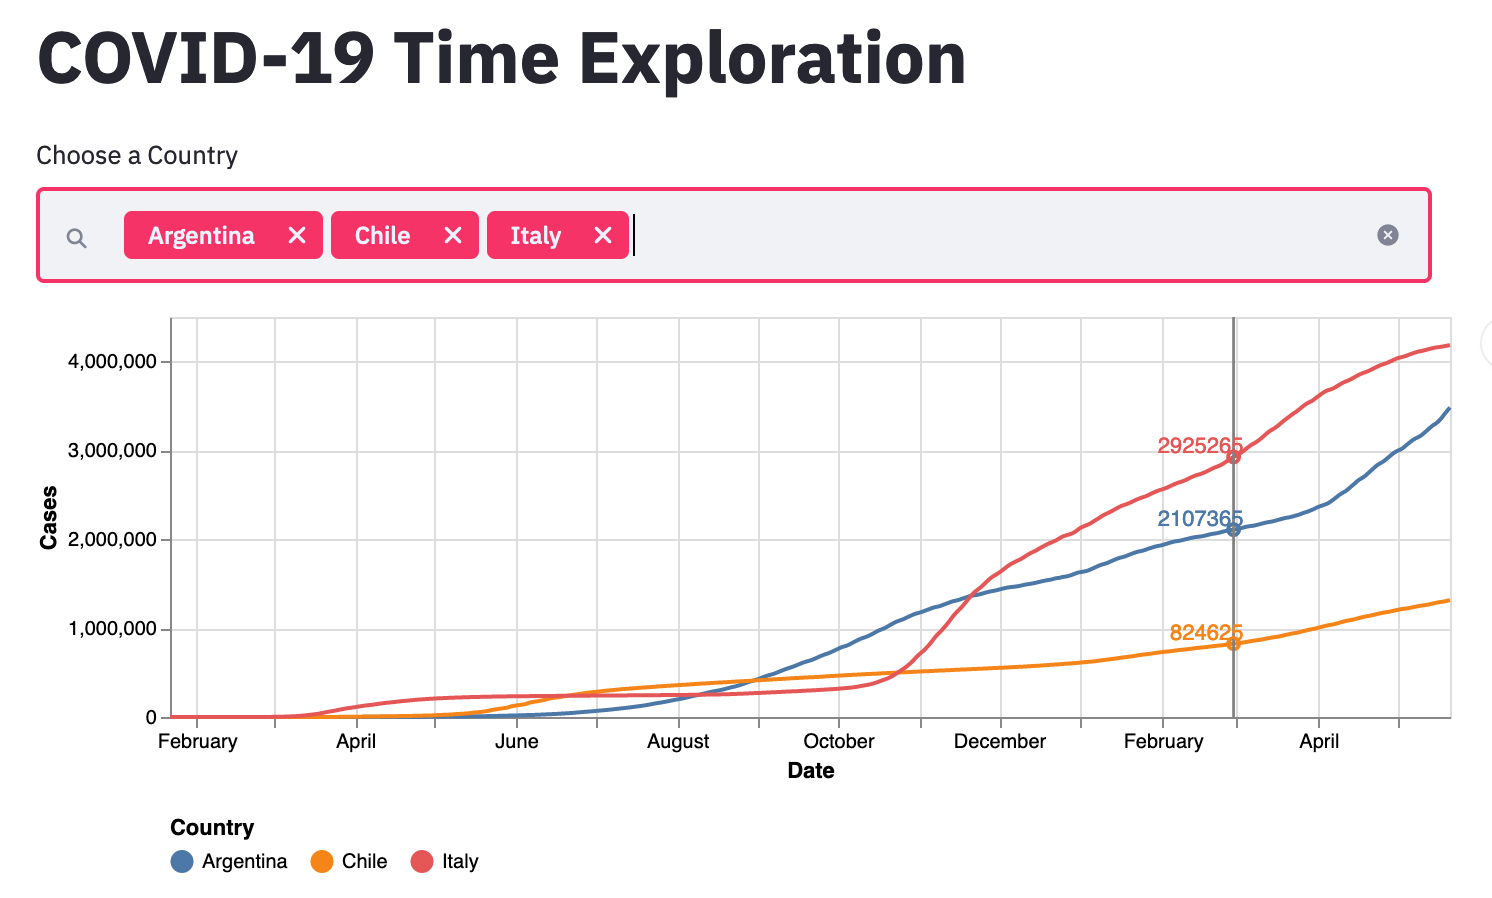 COVID-19 Time Exploration
Choose a Country
Argentina Chile Italy
4,000,000
3,000,000
2,000,000
1,000,000
0
Cases
2925265
2107365
824625
February April June August October December February April
Date
Country
Argentina Chile Italy